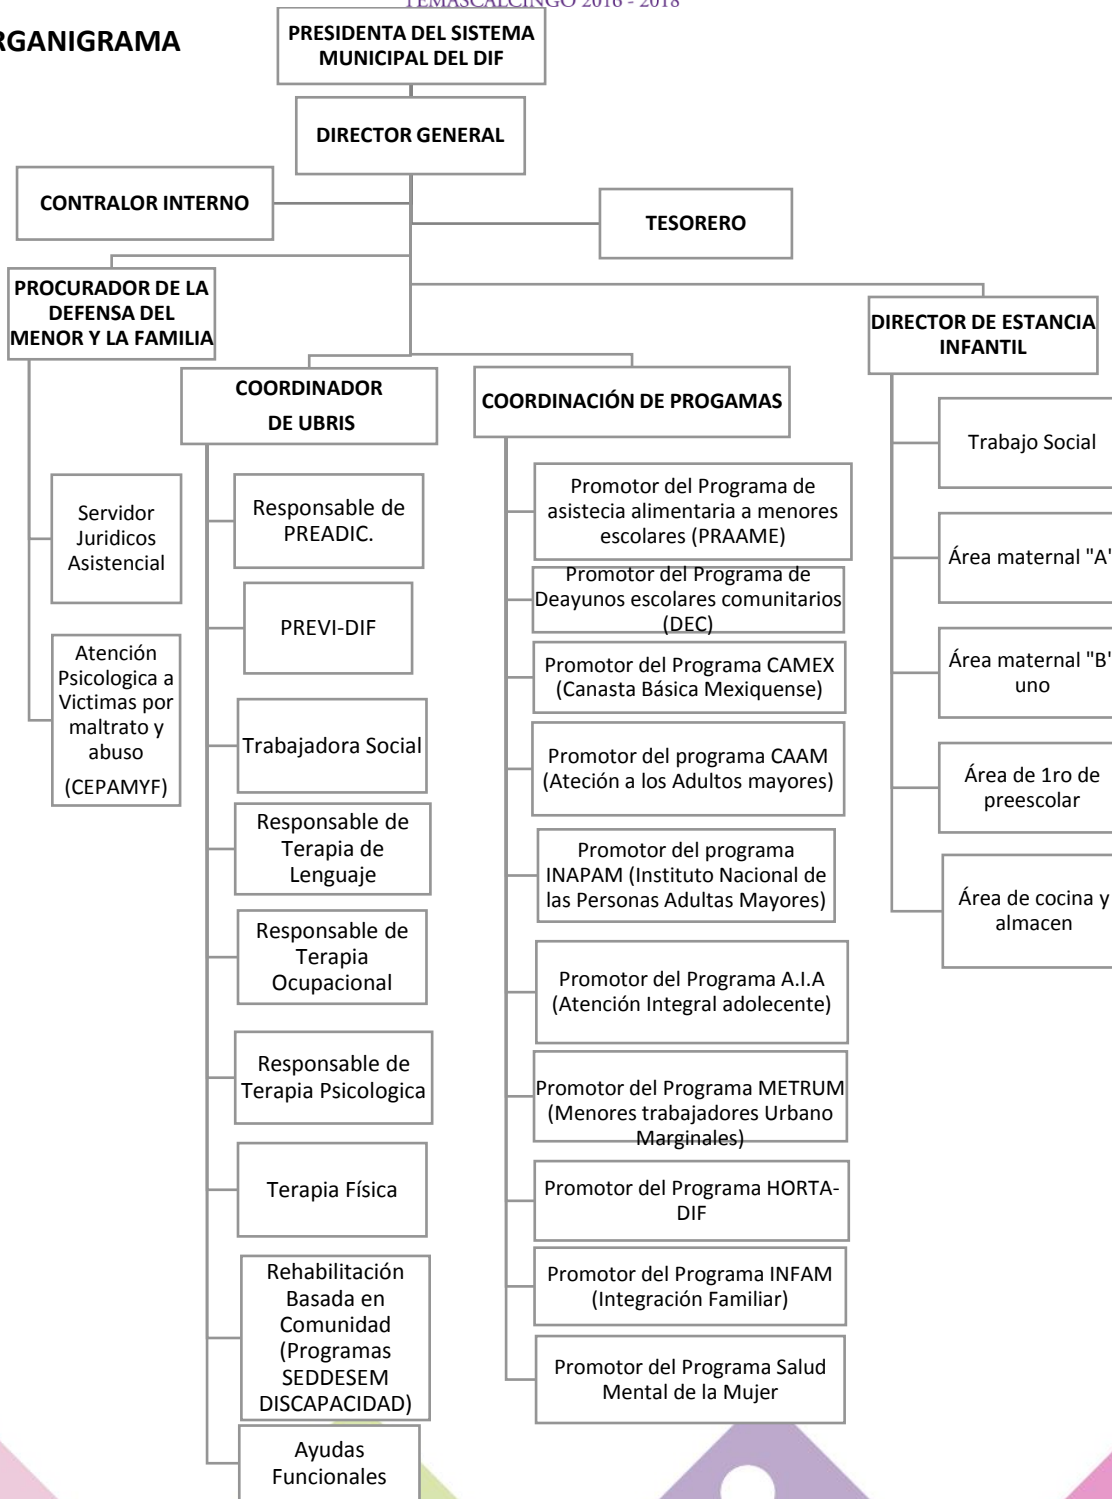 TEMASCALCINGO 2016 - 2018
RGANIGRAMA
PRESIDENTA DEL SISTEMA
MUNICIPAL DEL DIF
DIRECTOR GENERAL
CONTRALOR INTERNO
TESORERO
PROCURADOR DE LA
DEFENSA DEL
MENOR Y LA FAMILIA
DIRECTOR DE ESTANCIA
INFANTIL
COORDINADOR
DE UBRIS
COORDINACIÓN DE PROGAMAS
Servidor
Juridicos
Asistencial
Atención
Psicologica a
Victimas por
maltrato y
abuso
(CEPAMYF)
Responsable de
PREADIC.
PREVI-DIF
Trabajadora Social
Responsable de
Terapia de
Lenguaje
Responsable de
Terapia
Ocupacional
Responsable de
Terapia Psicologica
Terapia Física
Rehabilitación
Basada en
Comunidad
(Programas
SEDDESEM
DISCAPACIDAD)
Ayudas
Funcionales
Promotor del Programa de
asistecia alimentaria a menores
escolares (PRAAME)
Promotor del Programa de
Deayunos escolares comunitarios
(DEC)
Promotor del Programa CAMEX
(Canasta Básica Mexiquense)
Promotor del programa CAAM
(Ateción a los Adultos mayores)
Promotor del programa
INAPAM (Instituto Nacional de
las Personas Adultas Mayores)
Promotor del Programa A.I.A
(Atención Integral adolecente)
Promotor del Programa METRUM
(Menores trabajadores Urbano
Marginales)
Promotor del Programa HORTA-
DIF
Promotor del Programa INFAM
(Integración Familiar)
Promotor del Programa Salud
Mental de la Mujer
Trabajo Social
Área maternal "A"
Área maternal "B"
uno
Área de 1ro de
preescolar
Área de cocina y
almacen